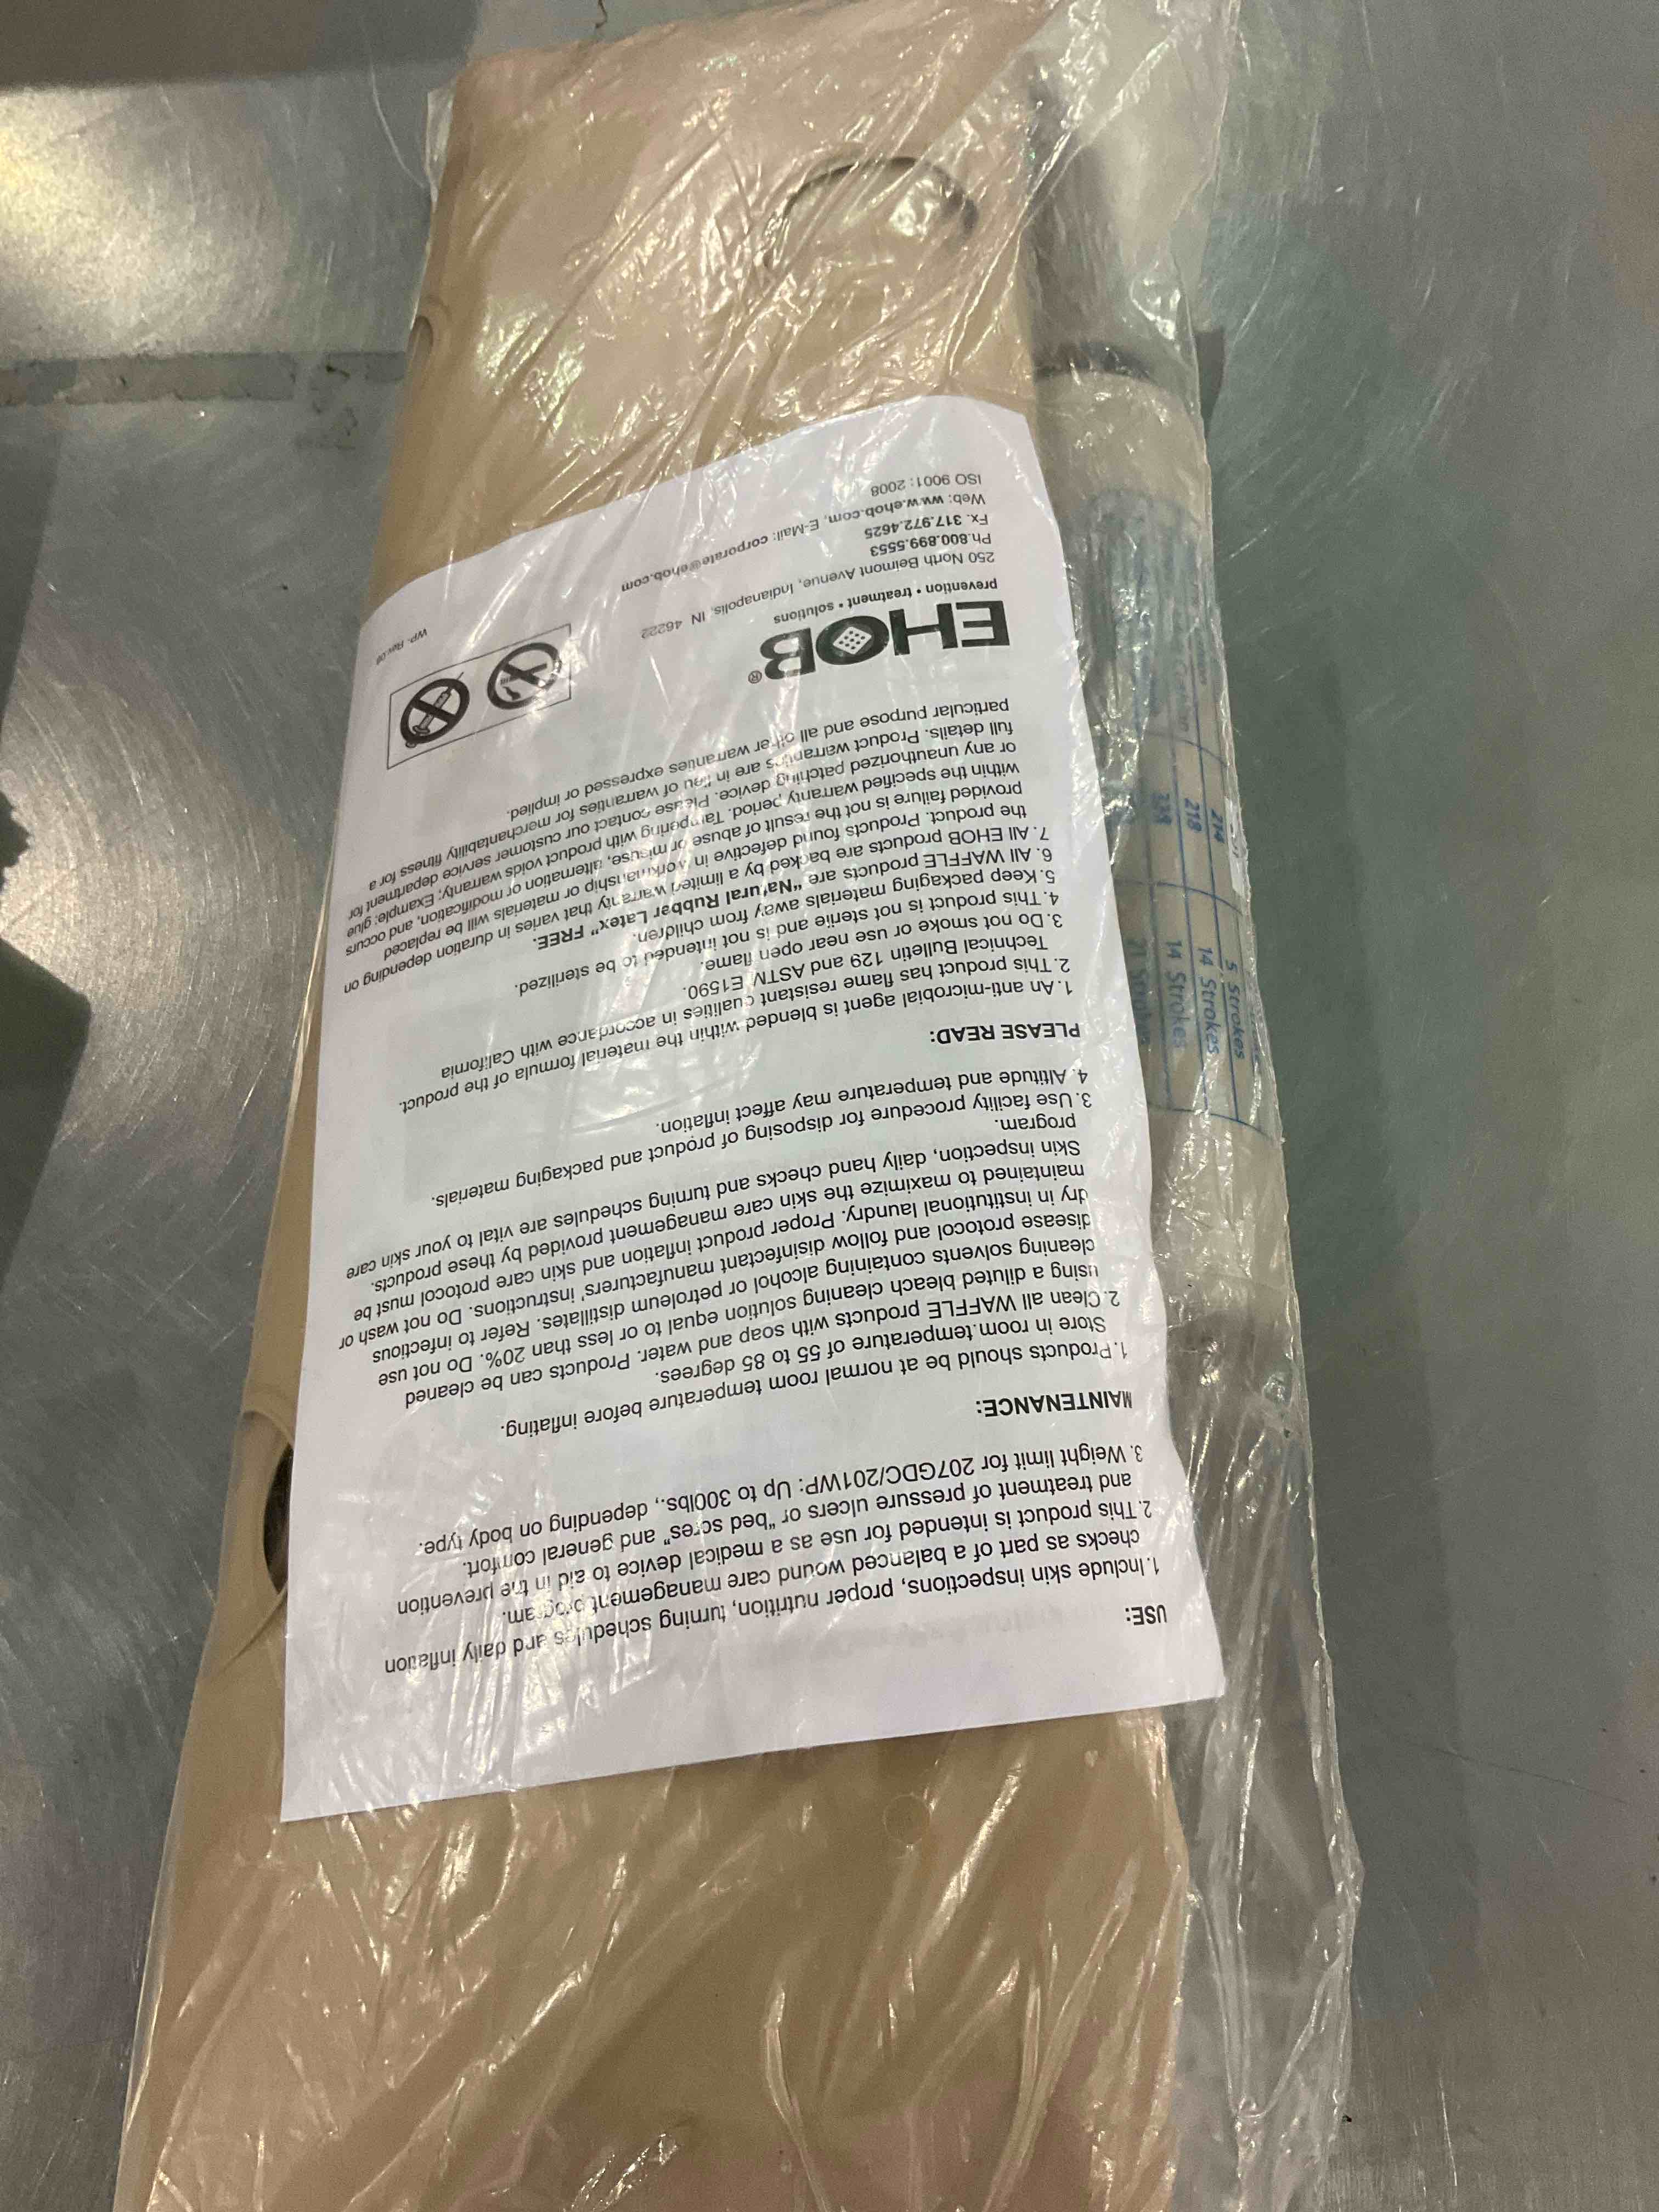 USE:
1. Include skin inspections, proper nutrition, turning schedules and daily inflation
checks as part of a balanced wound care management program.
2. This product is intended for use as a medical device to aid in the prevention
and treatment of pressure ulcers or "bed sores" and general comfort.
3. Weight limit for 207GDC/201WP: Up to 300lbs., depending on body type.
MAINTENANCE:
1. Products should be at normal room temperature before inflating.
Store in room temperature of 55 to 85 degrees.
2. Clean all WAFFLE products with soap and water. Products can be cleaned
using a diluted bleach cleaning solution equal to or less than 20%. Do not use
cleaning solvents containing alcohol or petroleum distillates. Refer to infectious
disease protocol and follow disinfectant manufacturers' instructions. Do not wash or
dry in institutional laundry. Proper product inflation and skin care protocol must be
maintained to maximize the skin care management provided by these products.
Skin inspection, daily hand checks and turning schedules are vital to your skin care
program.
3. Use facility procedure for disposing of product and packaging materials.
4. Altitude and temperature may affect inflation.
PLEASE READ:
1. An anti-microbial agent is blended within the material formula of the product.
2. This product has flame resistant qualities in accordance with California
Technical Bulletin 129 and ASTM E1590.
3. Do not smoke or use near open flame.
4. This product is not sterile and is not intended to be sterilized.
5. Keep packaging materials away from children.
6. All WAFFLE products are "Natural Rubber Latex" FREE.
7. All EHOB products are backed by a limited warranty that varies in duration depending on
the product. Products found defective in workmanship or materials will be replaced
provided failure is not the result of abuse or misuse, alternation or modification, and occurs
within the specified warranty period. Tampering with product voids warranty; Example: glue
or any unauthorized patching device. Please contact our customer service department for
full details. Product warranties are in lieu of warranties for merchantability fitness for a
particular purpose and all other warranties expressed or implied.
EHOB®
prevention • treatment • solutions
250 North Belmont Avenue, Indianapolis, IN 46222
Ph.800.899.5553
Fx. 317.972.4625
Web: www.ehob.com, E-Mail: corporate@ehob.com
ISO 9001: 2008
WP- Rev.08
5 Strokes
214 14 Strokes
218 14 Strokes